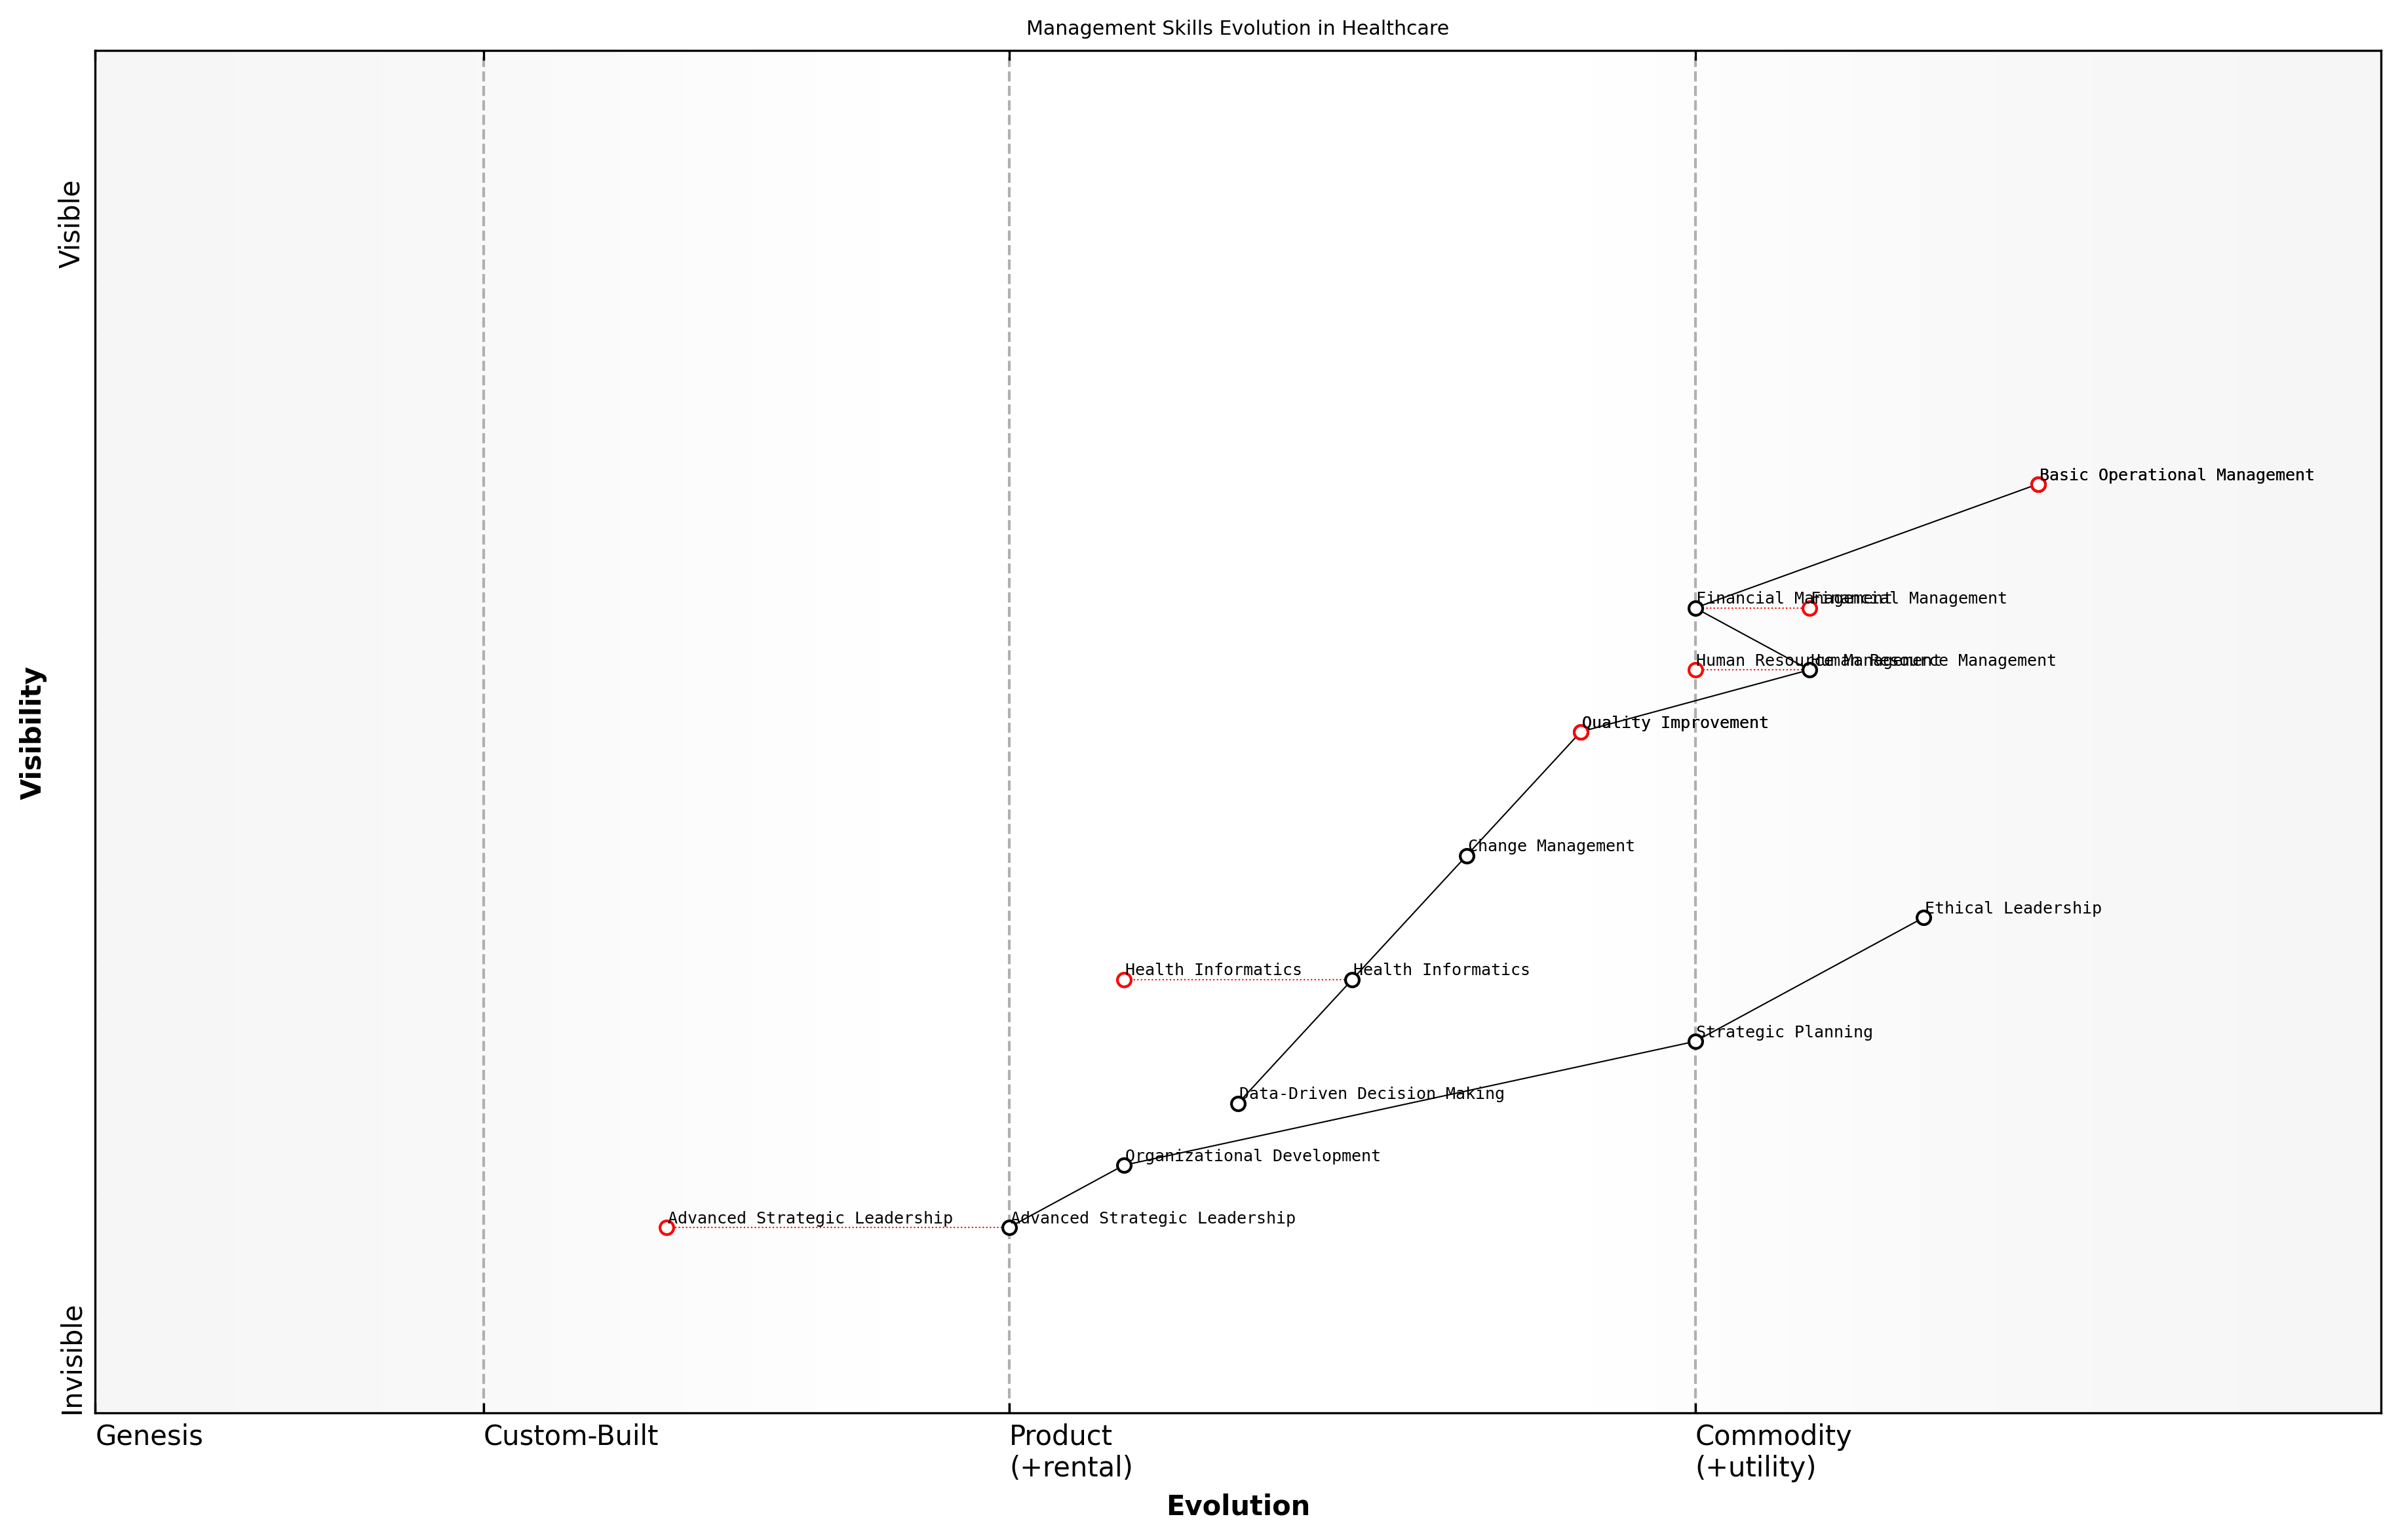 Management Skills Evolution in Healthcare
Visible
Basic Operational Management
Financial Management
Financial Management
Human Resource Management
Human Resource Management
Quality Improvement
Visibility
Change Management
Ethical Leadership
Health Informatics
Health Informatics
Strategic Planning
Data-Driven Decision Making
Organizational Development
Advanced Strategic Leadership
Advanced Strategic Leadership
Invisible
Genesis
Custom-Built
Product
(+rental)
Commodity
(+utility)
Evolution